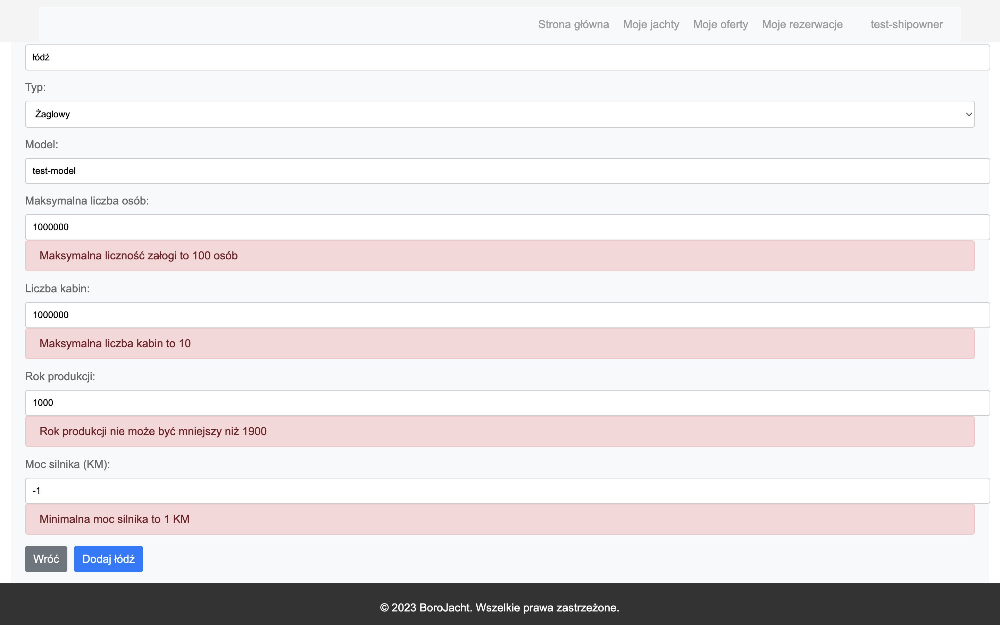 Strona główna Moje jachty Moje oferty Moje rezerwacje test-shipowner
łódź
Typ:
Żaglowy
Model:
test-model
Maksymalna liczba osób:
1000000
Maksymalna liczność załogi to 100 osób
Liczba kabin:
1000000
Maksymalna liczba kabin to 10
Rok produkcji:
1000
Rok produkcji nie może być mniejszy niż 1900
Moc silnika (KM):
-1
Minimalna moc silnika to 1 KM
Wróć Dodaj łódź
© 2023 BoroJacht. Wszelkie prawa zastrzeżone.